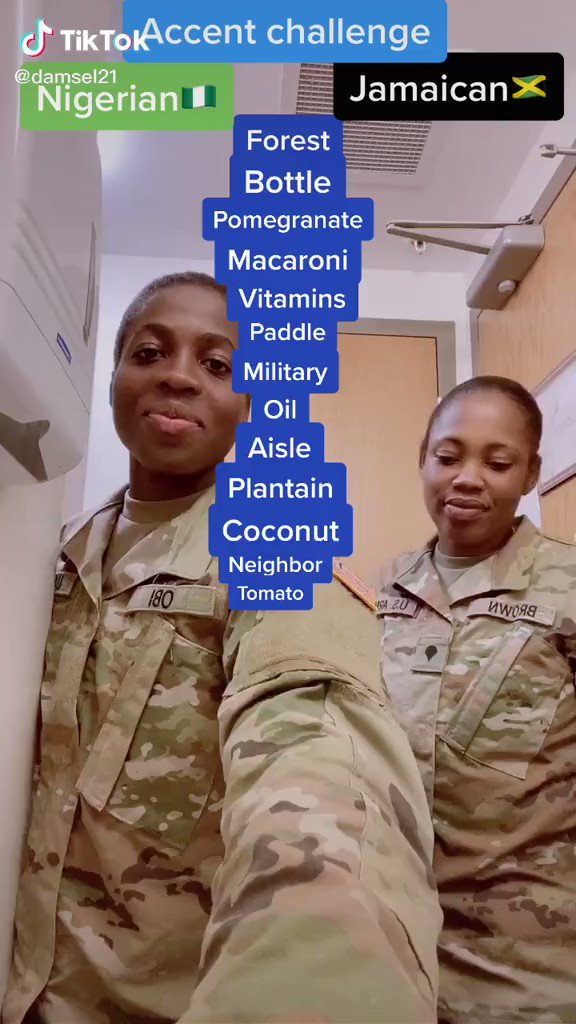 TikTok
@damsel21
Accent challenge
Nigerian🇳🇬
Jamaican🇯🇲
Forest
Bottle
Pomegranate
Macaroni
Vitamins
Paddle
Military
Oil
Aisle
Plantain
Coconut
Neighbor
Tomato
OBI
U.S. ARMY
BROWN